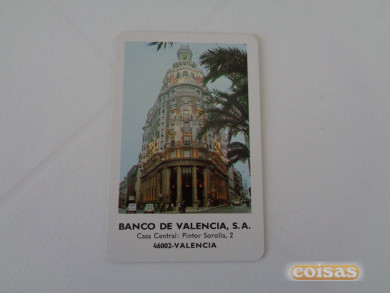 BANCO DE VALENCIA, S.A.
Casa Central: Pintor Sorolla, 2
46002-VALENCIA
coisas